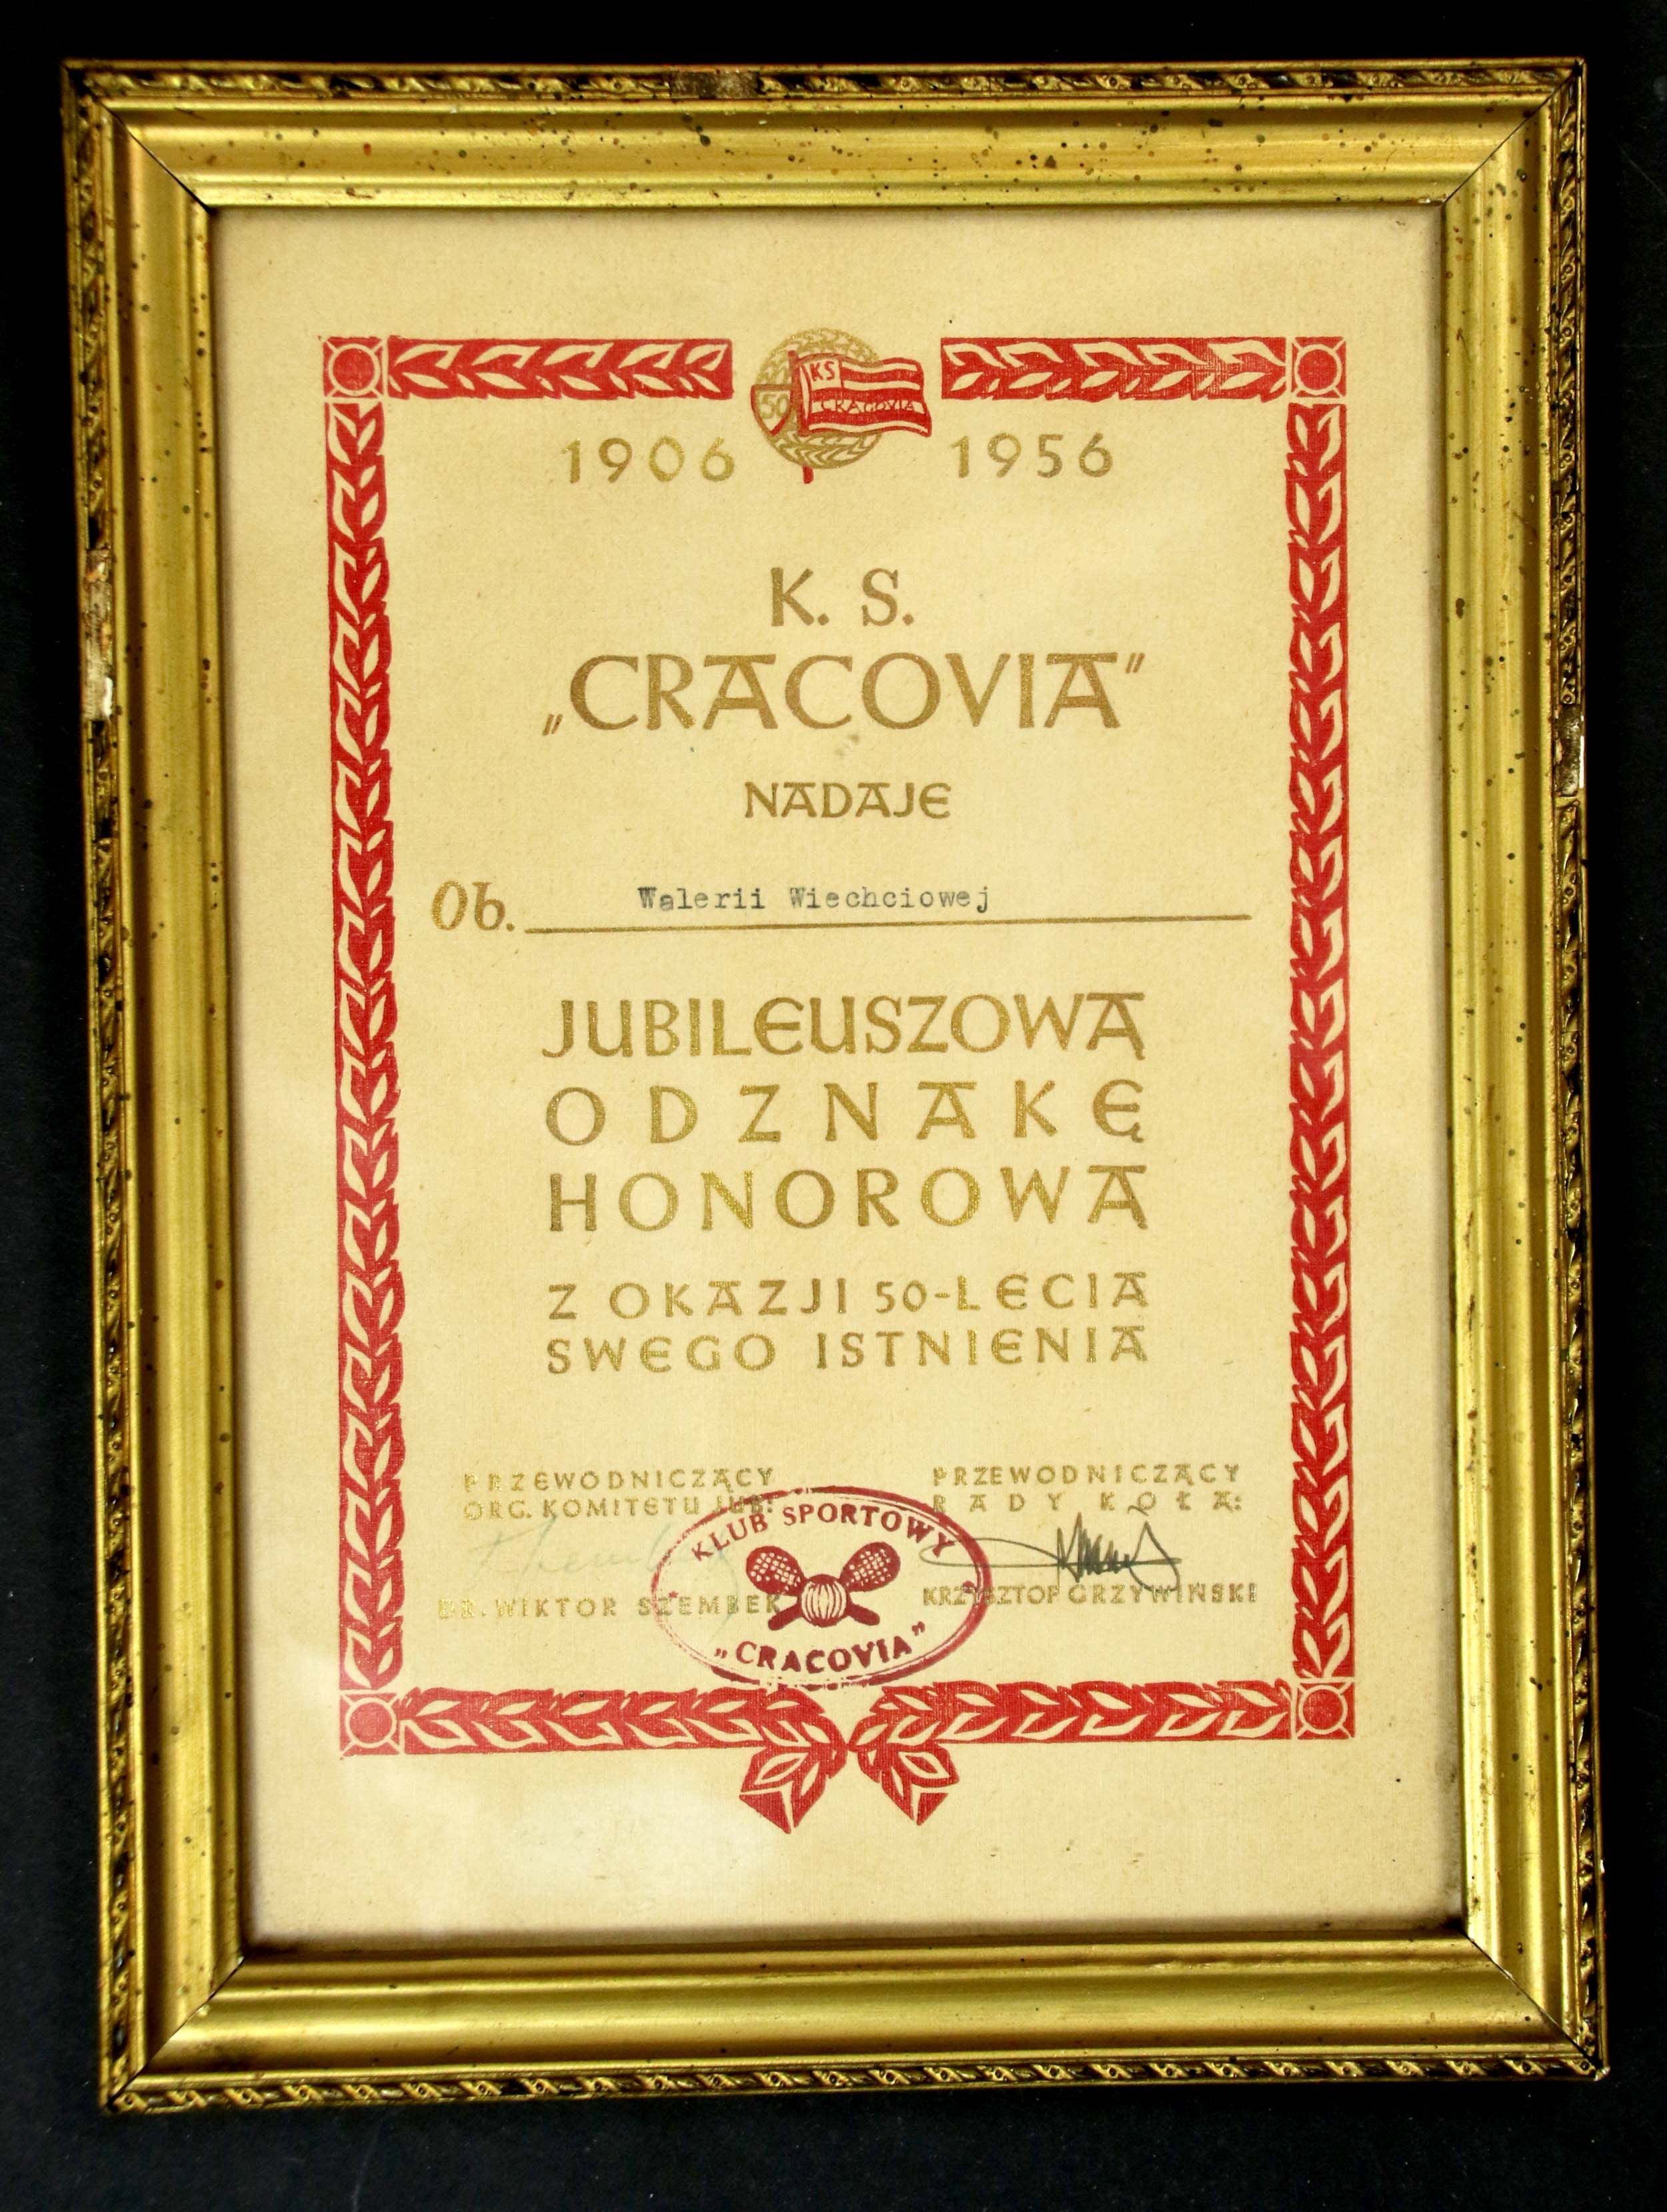 KS
50
CRACOVIA
1906 1956
K. S.
„CRACOVIA"
NADAJE
Ob. Walerii Wiechciowej
JUBILEUSZOWĄ
ODZNAKĘ
HONOROWA
Z OKAZJI 50-LECIA
SWEGO ISTNIENIA
PRZEWODNICZĄCY
ORG. KOMITETU JUB:
DR. WIKTOR SZEMBEK
PRZEWODNICZĄCY
RADY KOŁA:
KRZYSZTOF GRZYWIŃSKI
KLUB SPORTOWY
„CRACOVIA"